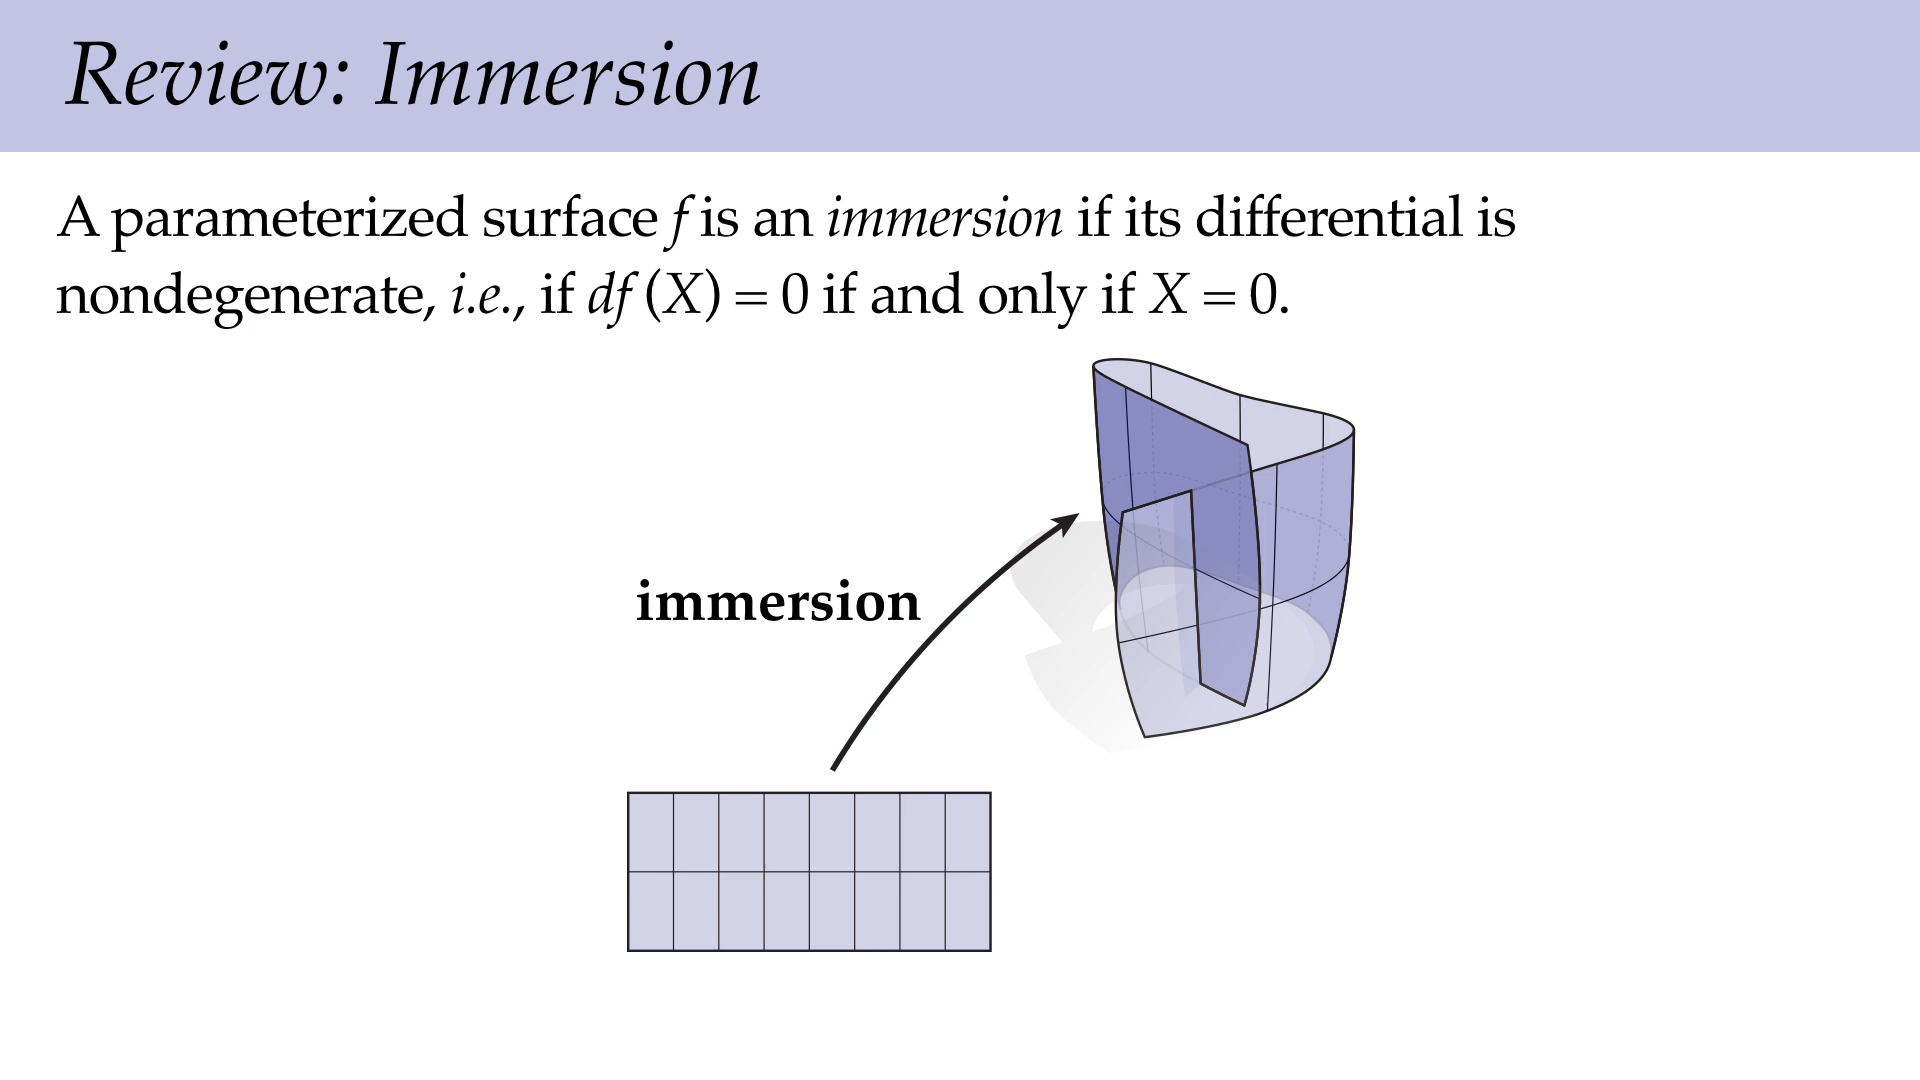 Review: Immersion
A parameterized surface f is an immersion if its differential is
nondegenerate, i.e., if df (X) = 0 if and only if X = 0.
immersion